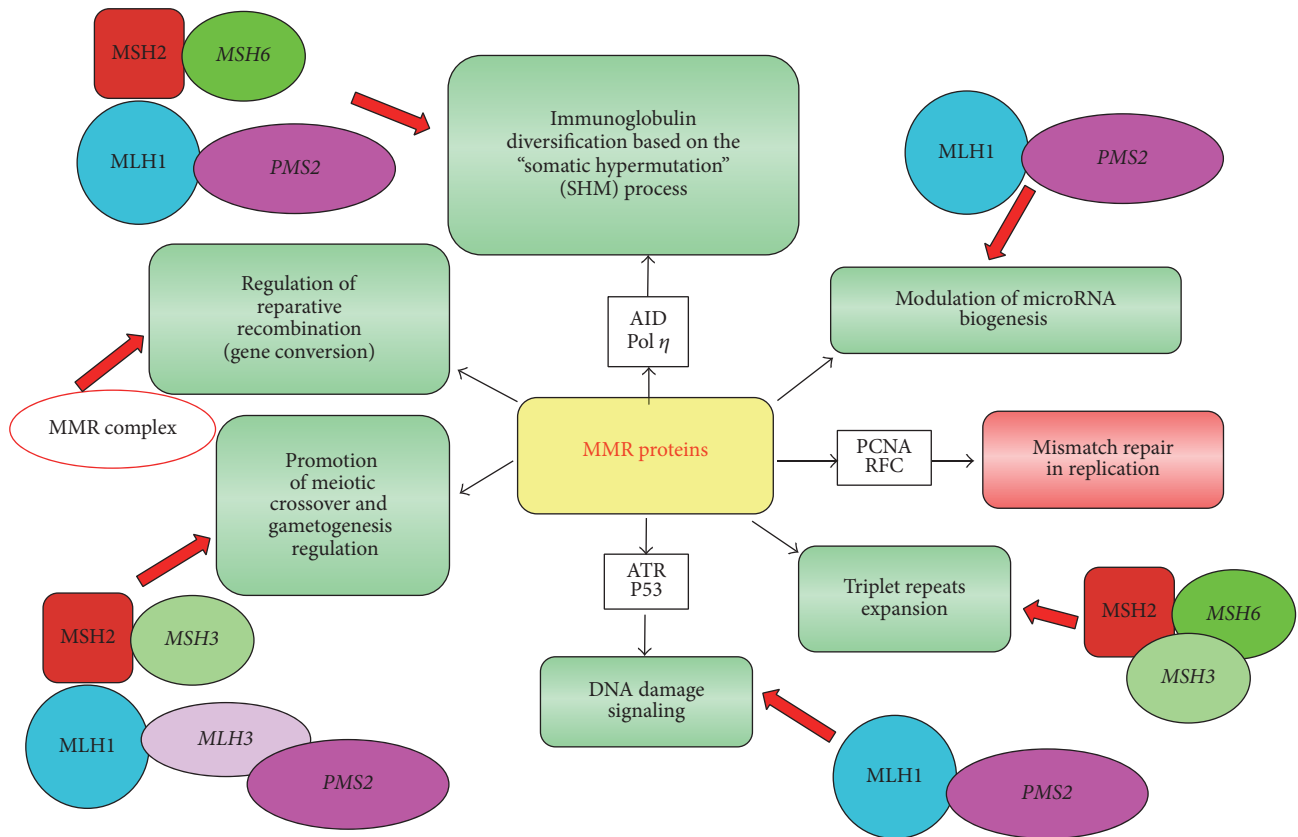 MSH2
MSH6
MLH1
PMS2
Immunoglobulin
diversification based on the
“somatic hypermutation”
(SHM) process
MLH1
PMS2
Regulation of
reparative
recombination
(gene conversion)
AID
Pol η
Modulation of microRNA
biogenesis
MMR complex
Promotion
of meiotic
crossover and
gametogenesis
regulation
MMR proteins
PCNA
RFC
Mismatch repair
in replication
ATR
P53
Triplet repeats
expansion
MSH2
MSH6
MSH3
MSH2
MSH3
DNA damage
signaling
MLH1
MLH3
PMS2
MLH1
PMS2